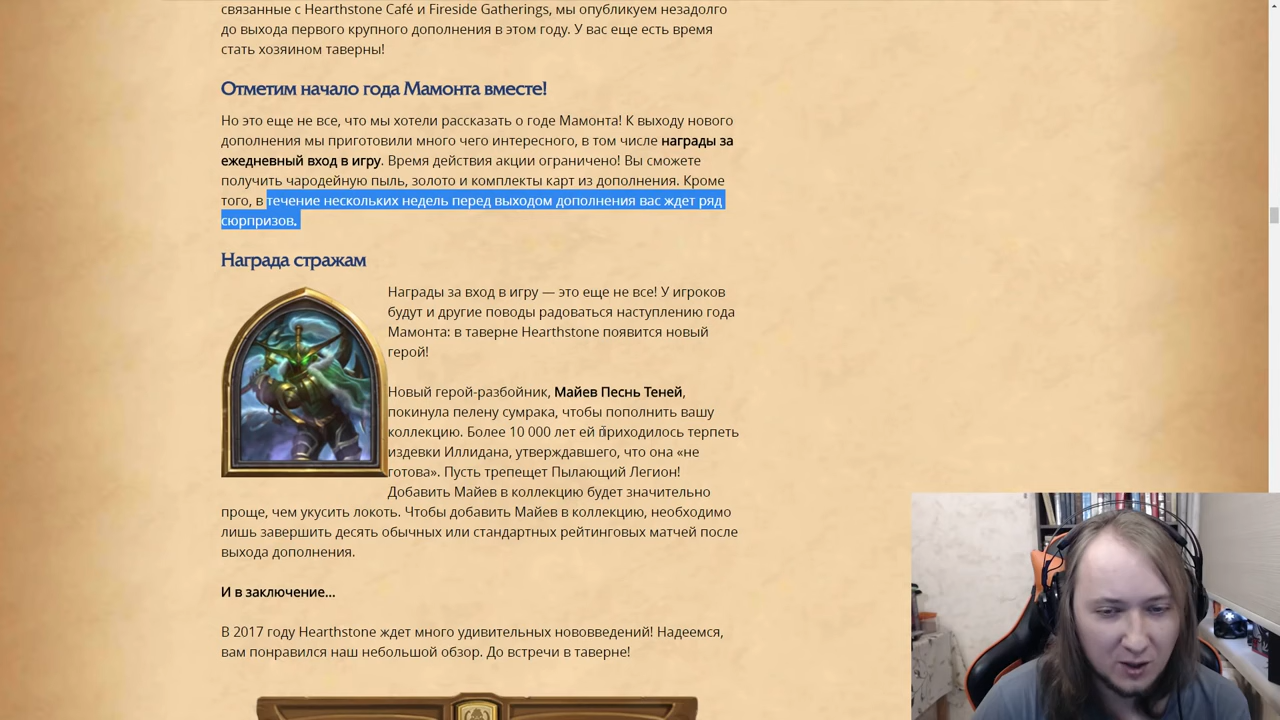 связанные с Hearthstone Café и Fireside Gatherings, мы опубликуем незадолго
до выхода первого крупного дополнения в этом году. У вас еще есть время
стать хозяином таверны!
Отметим начало года Мамонта вместе!
Но это еще не все, что мы хотели рассказать о годе Мамонта! К выходу нового
дополнения мы приготовили много чего интересного, в том числе награды за
ежедневный вход в игру. Время действия акции ограничено! Вы сможете
получить чародейную пыль, золото и комплекты карт из дополнения. Кроме
того, в течение нескольких недель перед выходом дополнения вас ждет ряд
сюрпризов.
Награда стражам
Награды за вход в игру — это еще не все! У игроков
будут и другие поводы радоваться наступлению года
Мамонта: в таверне Hearthstone появится новый
герой!
Новый герой-разбойник, Майев Песнь Теней,
покинула пелену сумрака, чтобы пополнить вашу
коллекцию. Более 10 000 лет ей приходилось терпеть
издевки Иллидана, утверждавшего, что она «не
готова». Пусть трепещет Пылающий Легион!
Добавить Майев в коллекцию будет значительно
проще, чем укусить локоть. Чтобы добавить Майев в коллекцию, необходимо
лишь завершить десять обычных или стандартных рейтинговых матчей после
выхода дополнения.
И в заключение...
В 2017 году Hearthstone ждет много удивительных нововведений! Надеемся,
вам понравился наш небольшой обзор. До встречи в таверне!